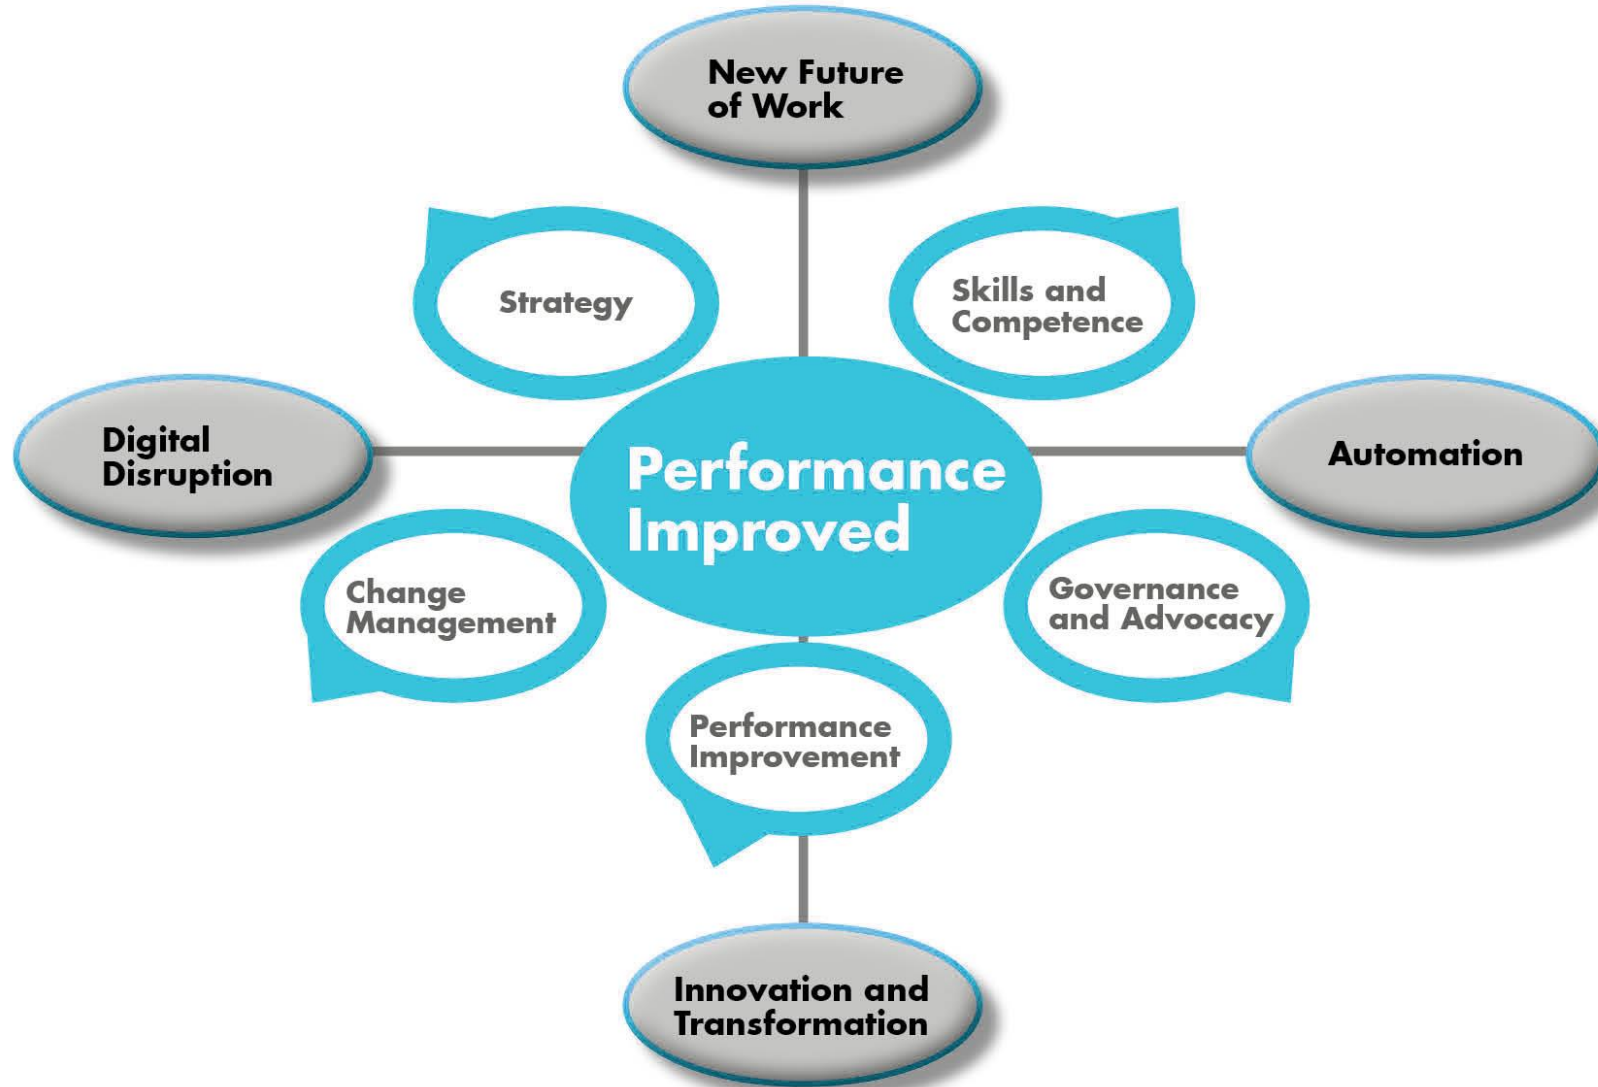 New Future
of Work
Strategy
Skills and
Competence
Digital
Disruption
Performance
Improved
Automation
Change
Management
Governance
and Advocacy
Performance
Improvement
Innovation and
Transformation